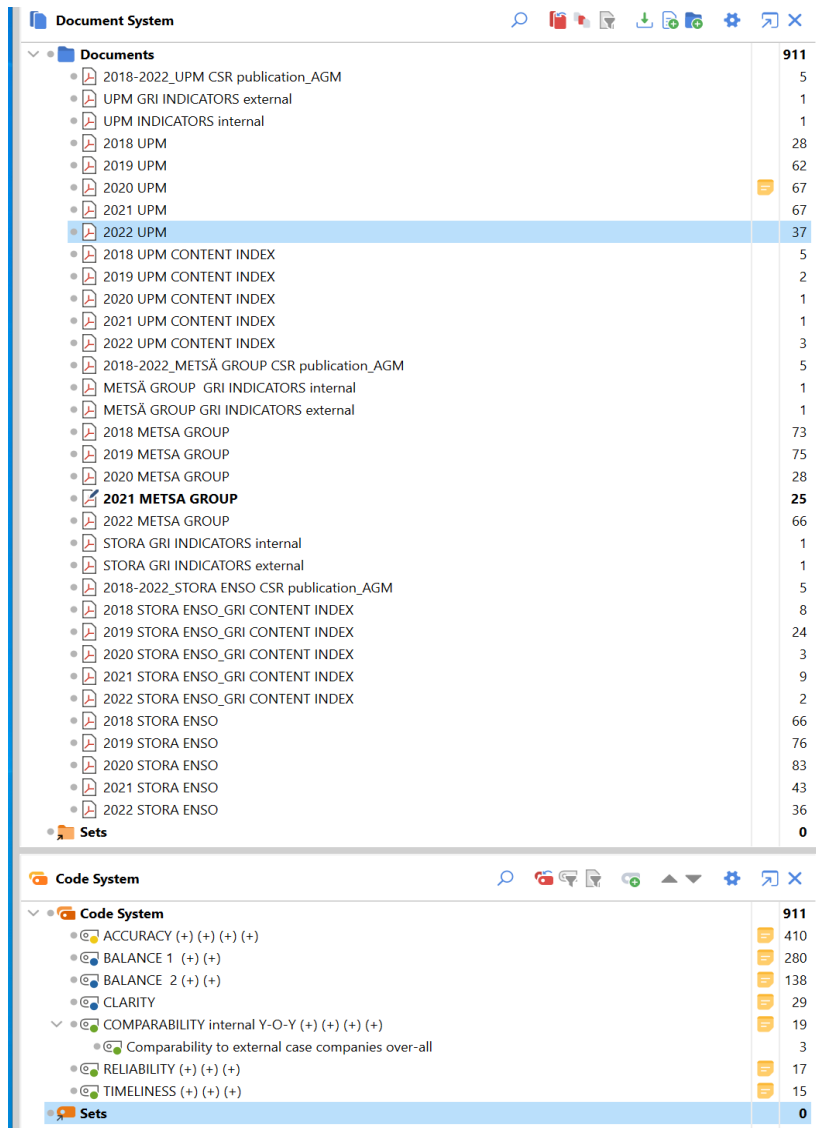 Document System
Documents 911
2018-2022_UPM CSR publication_AGM 5
UPM GRI INDICATORS external 1
UPM INDICATORS internal 1
2018 UPM 28
2019 UPM 62
2020 UPM 67
2021 UPM 67
2022 UPM 37
2018 UPM CONTENT INDEX 5
2019 UPM CONTENT INDEX 2
2020 UPM CONTENT INDEX 1
2021 UPM CONTENT INDEX 1
2022 UPM CONTENT INDEX 3
2018-2022_METSÄ GROUP CSR publication_AGM 5
METSÄ GROUP  GRI INDICATORS internal 1
METSÄ GROUP GRI INDICATORS external 1
2018 METSA GROUP 73
2019 METSA GROUP 75
2020 METSA GROUP 28
2021 METSA GROUP 25
2022 METSA GROUP 66
STORA GRI INDICATORS internal 1
STORA GRI INDICATORS external 1
2018-2022_STORA ENSO CSR publication_AGM 5
2018 STORA ENSO_GRI CONTENT INDEX 8
2019 STORA ENSO_GRI CONTENT INDEX 24
2020 STORA ENSO_GRI CONTENT INDEX 3
2021 STORA ENSO_GRI CONTENT INDEX 9
2022 STORA ENSO_GRI CONTENT INDEX 2
2018 STORA ENSO 66
2019 STORA ENSO 76
2020 STORA ENSO 83
2021 STORA ENSO 43
2022 STORA ENSO 36
Sets 0
Code System
Code System 911
ACCURACY (+) (+) (+) (+) 410
BALANCE 1  (+) (+) 280
BALANCE  2 (+) (+) 138
CLARITY 29
COMPARABILITY internal Y-O-Y (+) (+) (+) (+) 19
Comparability to external case companies over-all 3
RELIABILITY (+) (+) (+) 17
TIMELINESS (+) (+) (+) 15
Sets 0